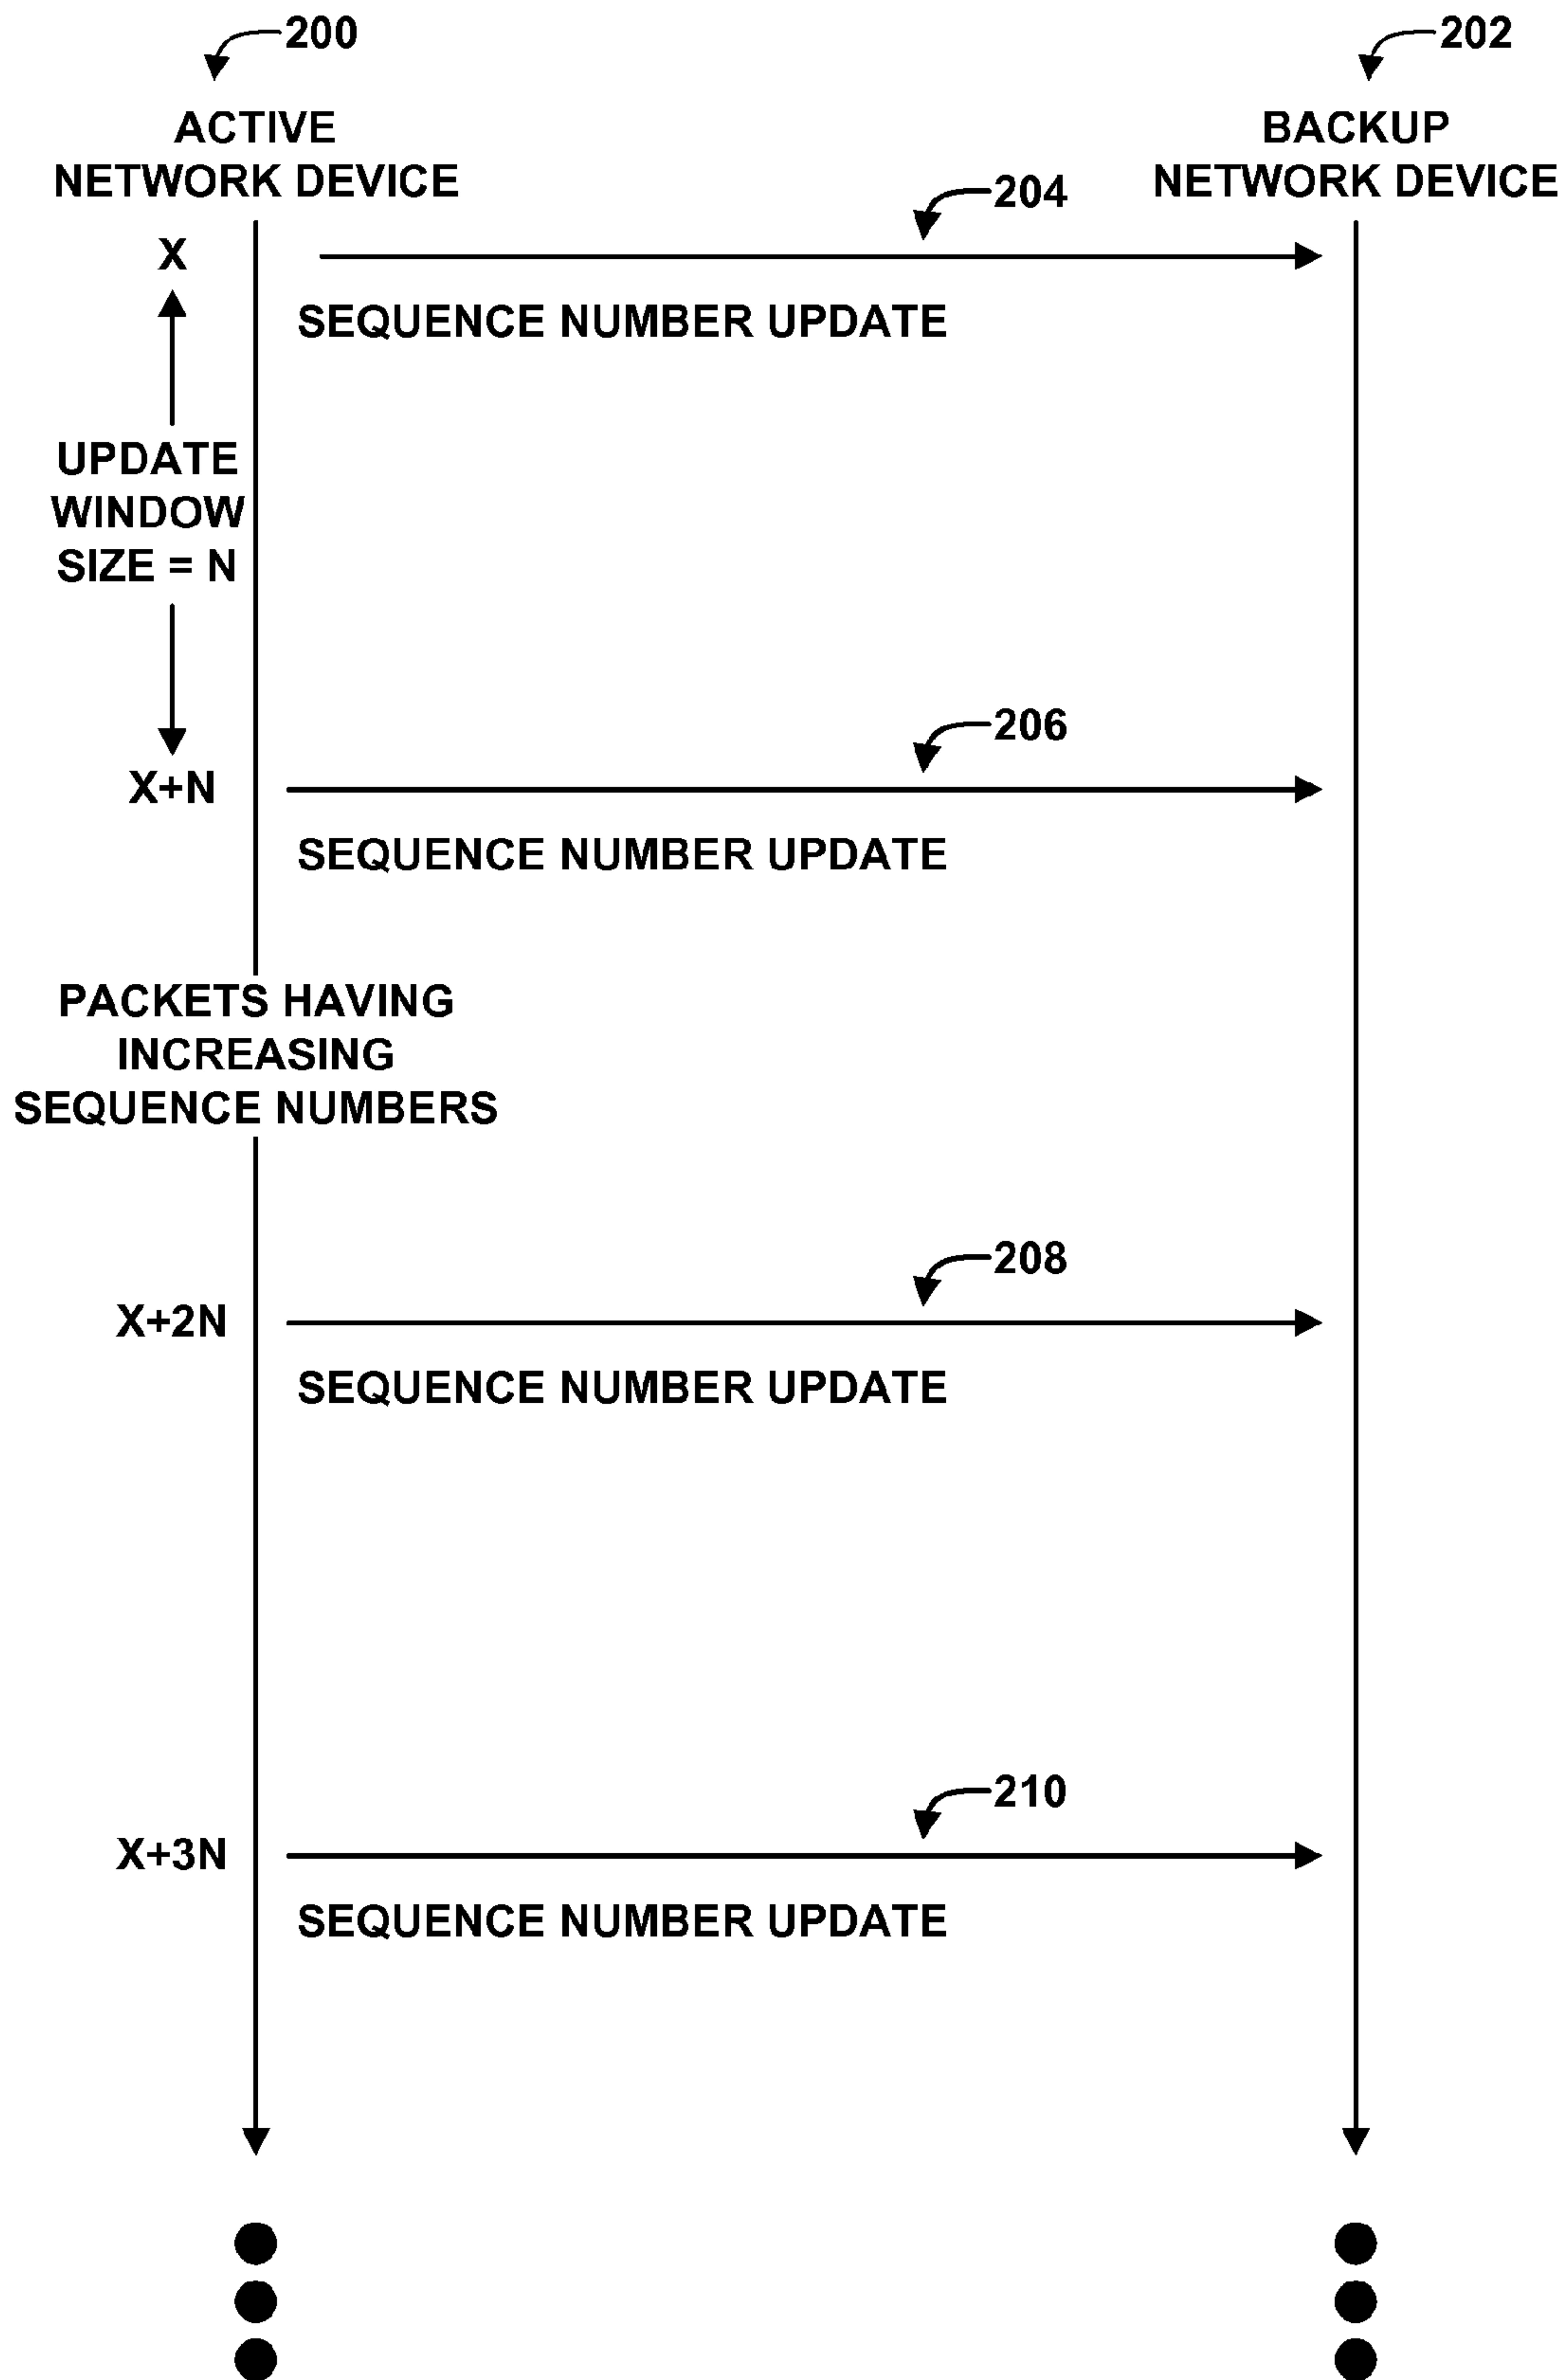 200
202
ACTIVE
NETWORK DEVICE
BACKUP
NETWORK DEVICE
204
X
SEQUENCE NUMBER UPDATE
UPDATE
WINDOW
SIZE = N
206
X+N
SEQUENCE NUMBER UPDATE
PACKETS HAVING
INCREASING
SEQUENCE NUMBERS
208
X+2N
SEQUENCE NUMBER UPDATE
210
X+3N
SEQUENCE NUMBER UPDATE